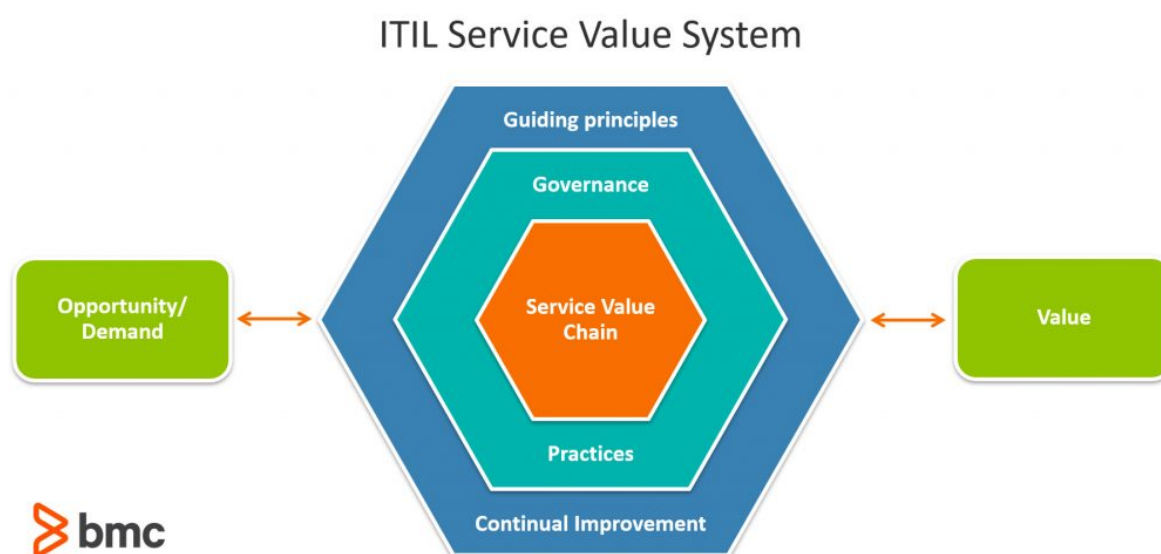 ITIL Service Value System
Guiding principles
Governance
Opportunity/
Demand
Service Value
Chain
Value
Practices
Continual Improvement
bmc